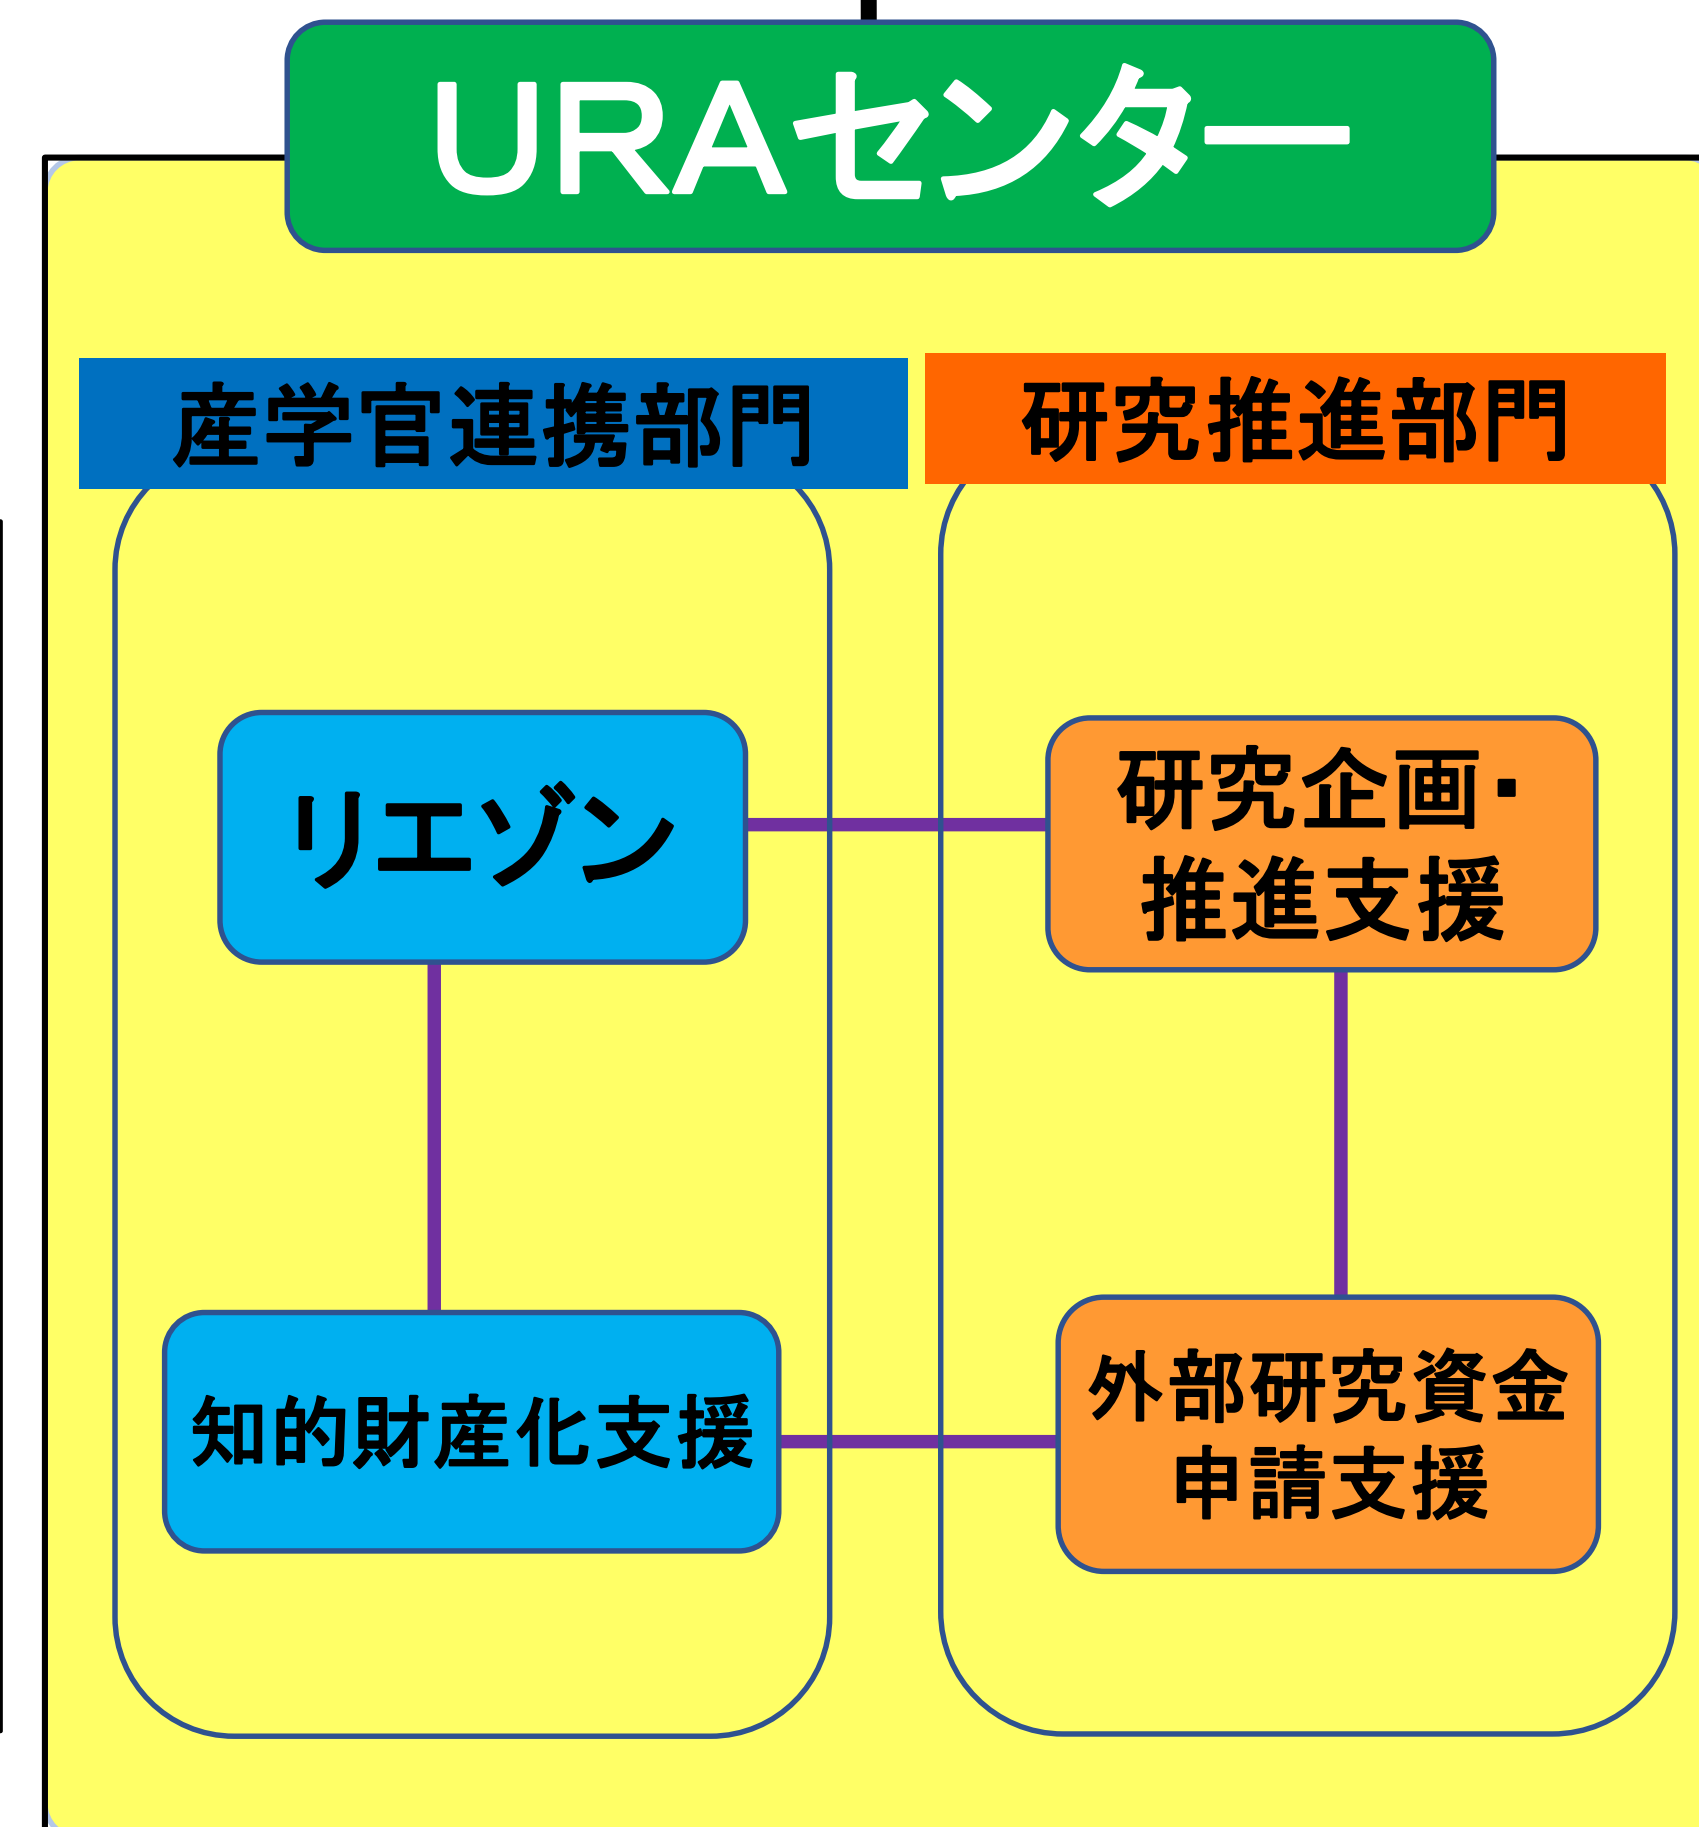 URAセンター
産学官連携部門
研究推進部門
リエゾン
研究企画・
推進支援
知的財産化支援
外部研究資金
申請支援